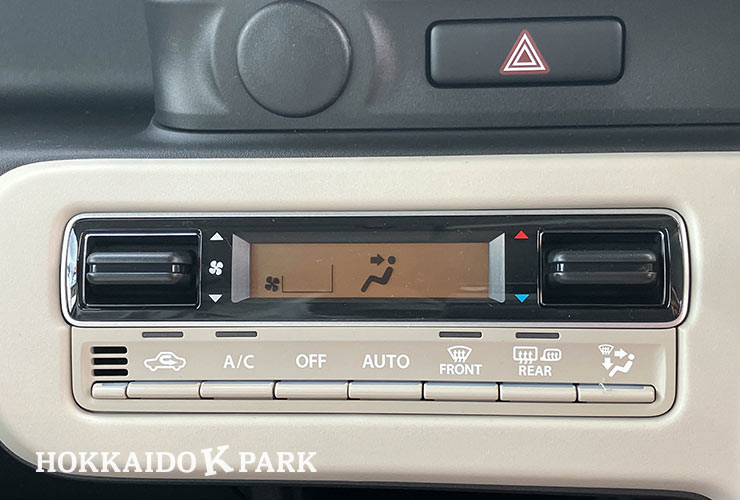 A/C OFF AUTO FRONT REAR
HOKKAIDO K PARK